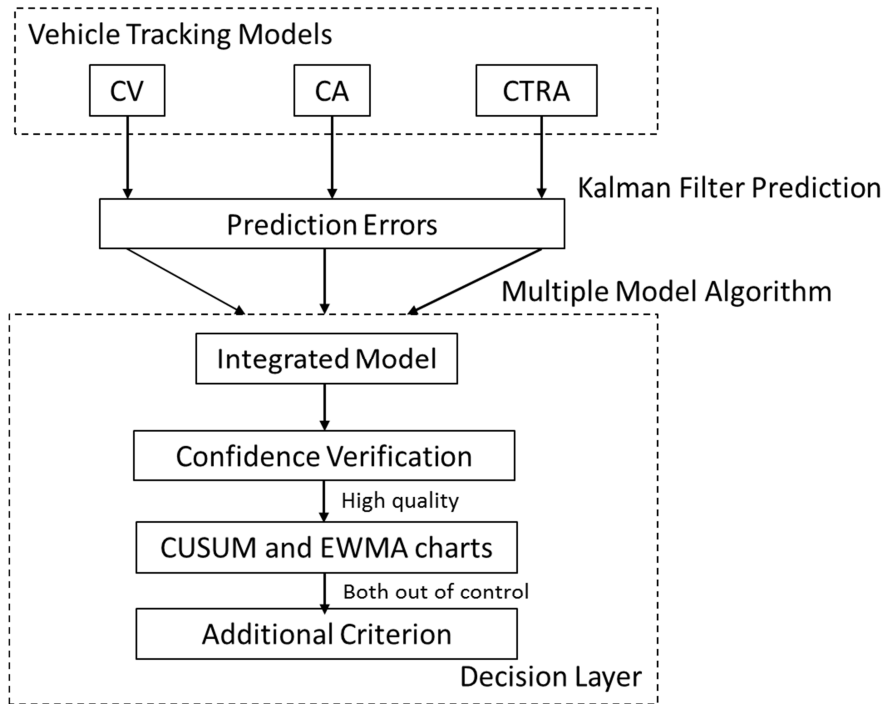 Vehicle Tracking Models
CV
CA
CTRA
Kalman Filter Prediction
Prediction Errors
Multiple Model Algorithm
Integrated Model
Confidence Verification
High quality
CUSUM and EWMA charts
Both out of control
Additional Criterion
Decision Layer